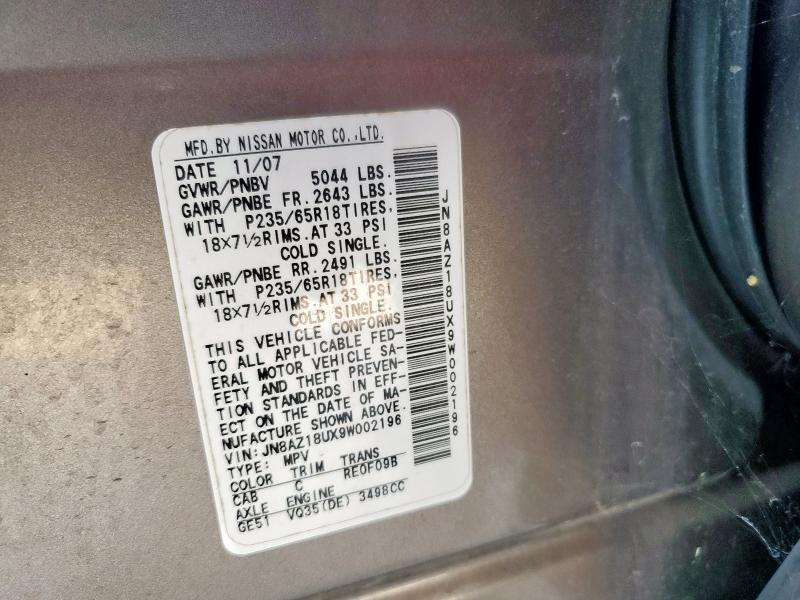 MFD.BY NISSAN MOTOR CO.,LTD.
DATE 11/07
GVWR/PNBV 5044 LBS.
GAWR/PNBE FR. 2643 LBS.
WITH P235/65R18TIRES,
18X7½RIMS.AT 33 PSI
COLD SINGLE.
GAWR/PNBE RR. 2491 LBS.
WITH P235/65R18TIRES,
18X7½RIMS.AT 33 PSI
COLD SINGLE.
THIS VEHICLE CONFORMS
TO ALL APPLICABLE FED-
ERAL MOTOR VEHICLE SA-
FETY AND THEFT PREVEN-
TION STANDARDS IN EFF-
ECT ON THE DATE OF MA-
NUFACTURE SHOWN ABOVE.
VIN:JN8AZ18UX9W002196
TYPE: MPV
COLOR TRIM TRANS
CAB C RE0F09B
AXLE ENGINE
GE51 VQ35(DE) 3498CC
JN8AZ18UX9W002196